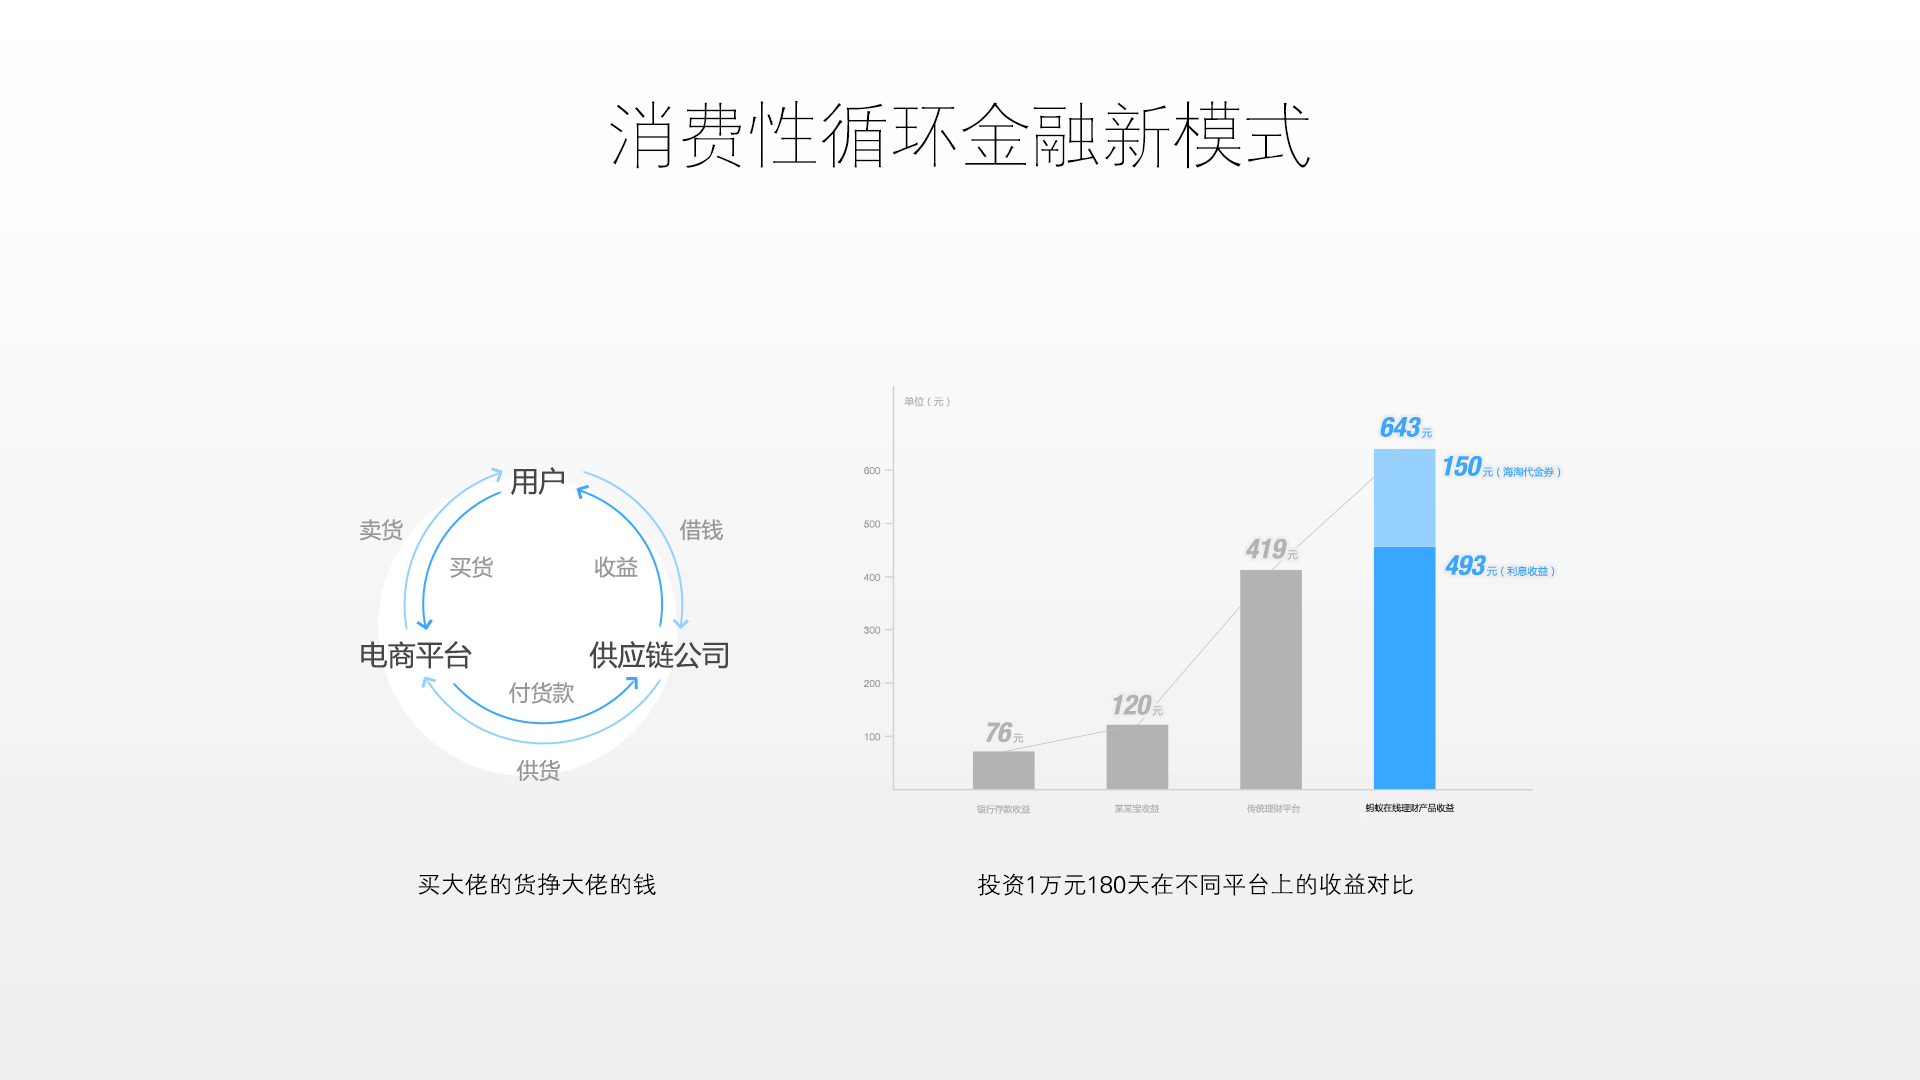 消费性循环金融新模式
用户
卖货
借钱
买货
收益
电商平台
供应链公司
付货款
供货
买大佬的货挣大佬的钱
单位（元）
600
500
400
300
200
100
76元
120元
419元
643元
150元（海淘代金券）
493元（利息收益）
银行存款收益
某某宝收益
传统理财平台
蚂蚁在线理财产品收益
投资1万元180天在不同平台上的收益对比